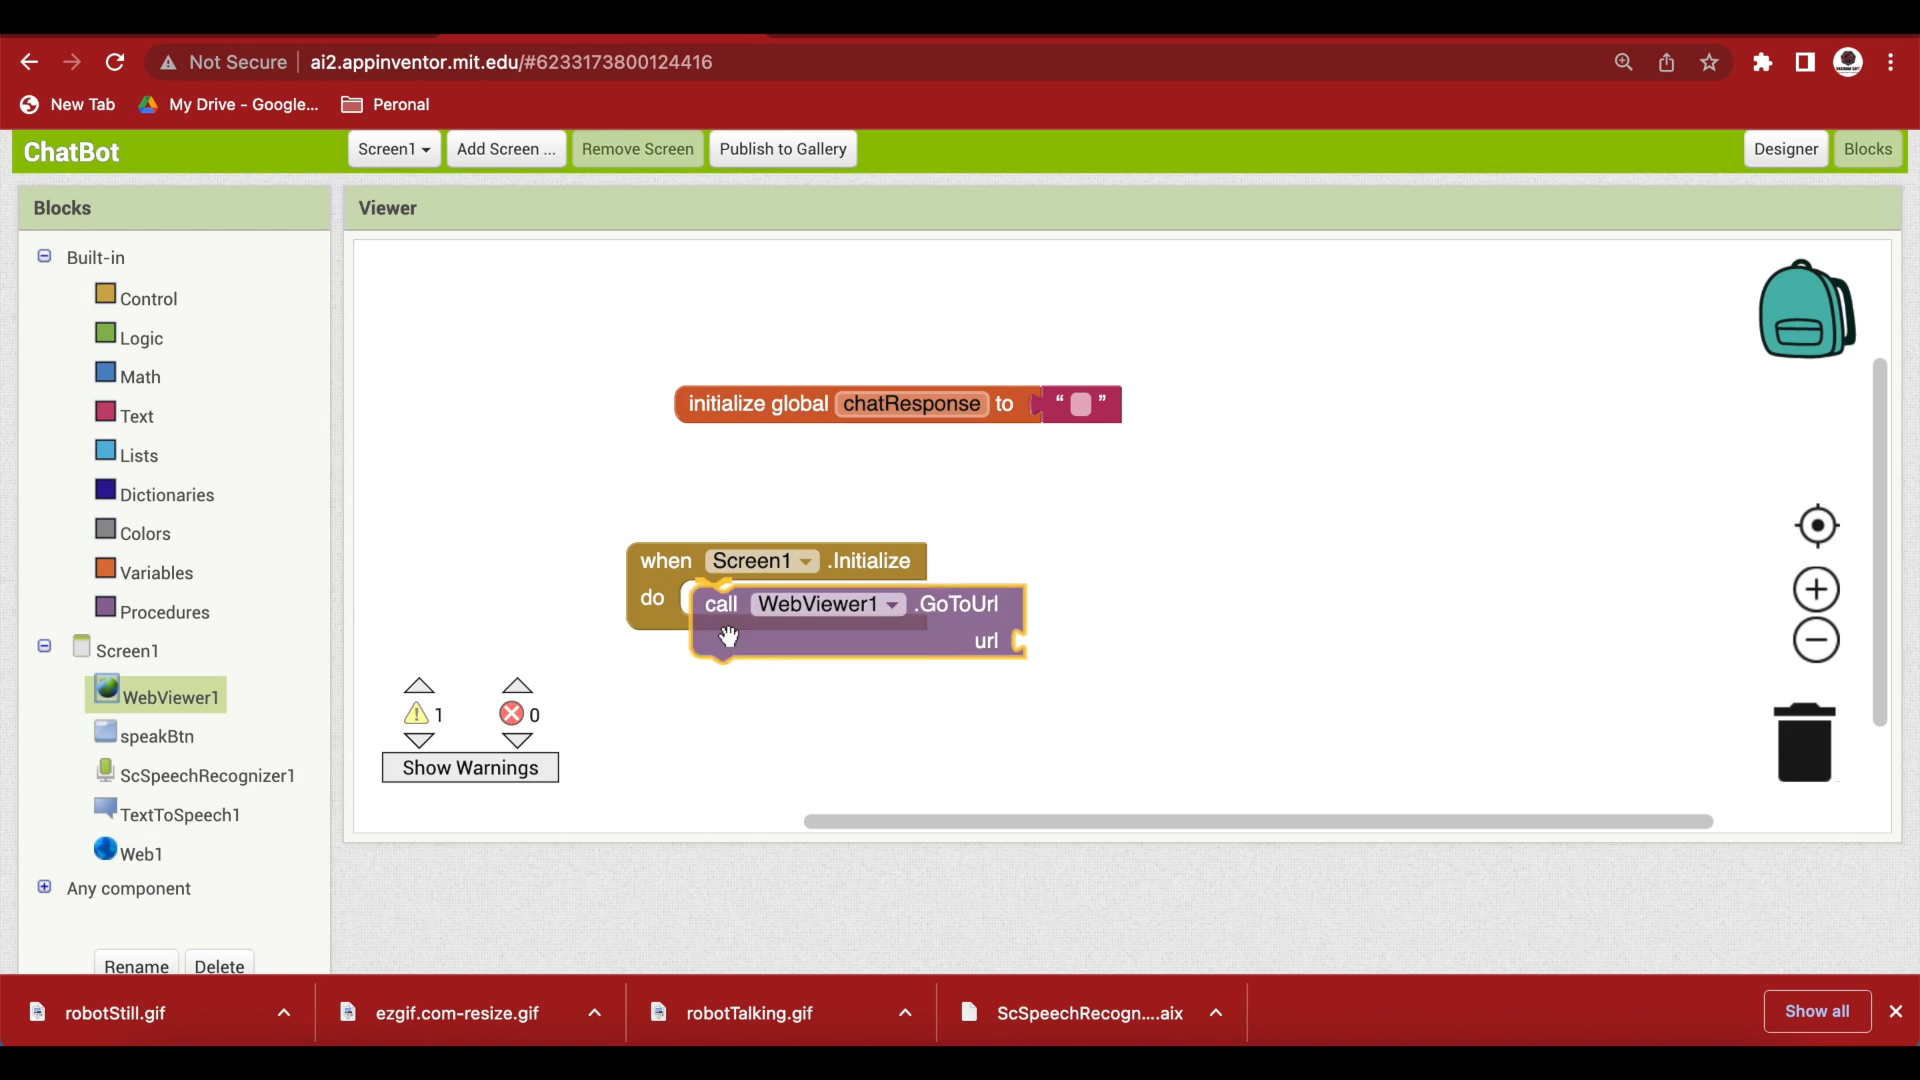 Not Secure ai2.appinventor.mit.edu/#6233173800124416
New Tab My Drive - Google... Peronal
ChatBot Screen1 Add Screen ... Remove Screen Publish to Gallery Designer Blocks
Blocks
Viewer
Built-in
Control
Logic
Math
Text
Lists
Dictionaries
Colors
Variables
Procedures
Screen1
WebViewer1
speakBtn
ScSpeechRecognizer1
TextToSpeech1
Web1
Any component
Rename Delete
initialize global chatResponse to “ ”
when Screen1 .Initialize
do
call WebViewer1 .GoToUrl
url
1 0
Show Warnings
robotStill.gif ezgif.com-resize.gif robotTalking.gif ScSpeechRecogn....aix Show all